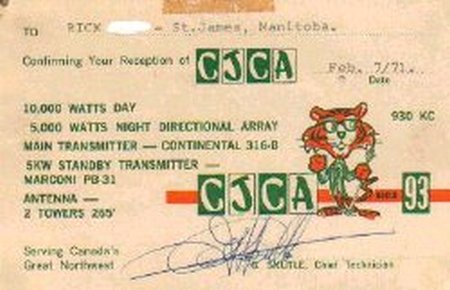 TO RICK - St.James, Manitoba.
Confirming Your Reception of CJCA Feb. 7/71.
Date
10,000 WATTS DAY
930 KC
5,000 WATTS NIGHT DIRECTIONAL ARRAY
MAIN TRANSMITTER — CONTINENTAL 316-B
5KW STANDBY TRANSMITTER —
MARCONI PB-31
CJCA 93
ANTENNA —
2 TOWERS 265'
Serving Canada's
Great Northwest
G. SKUTLE, Chief Technician